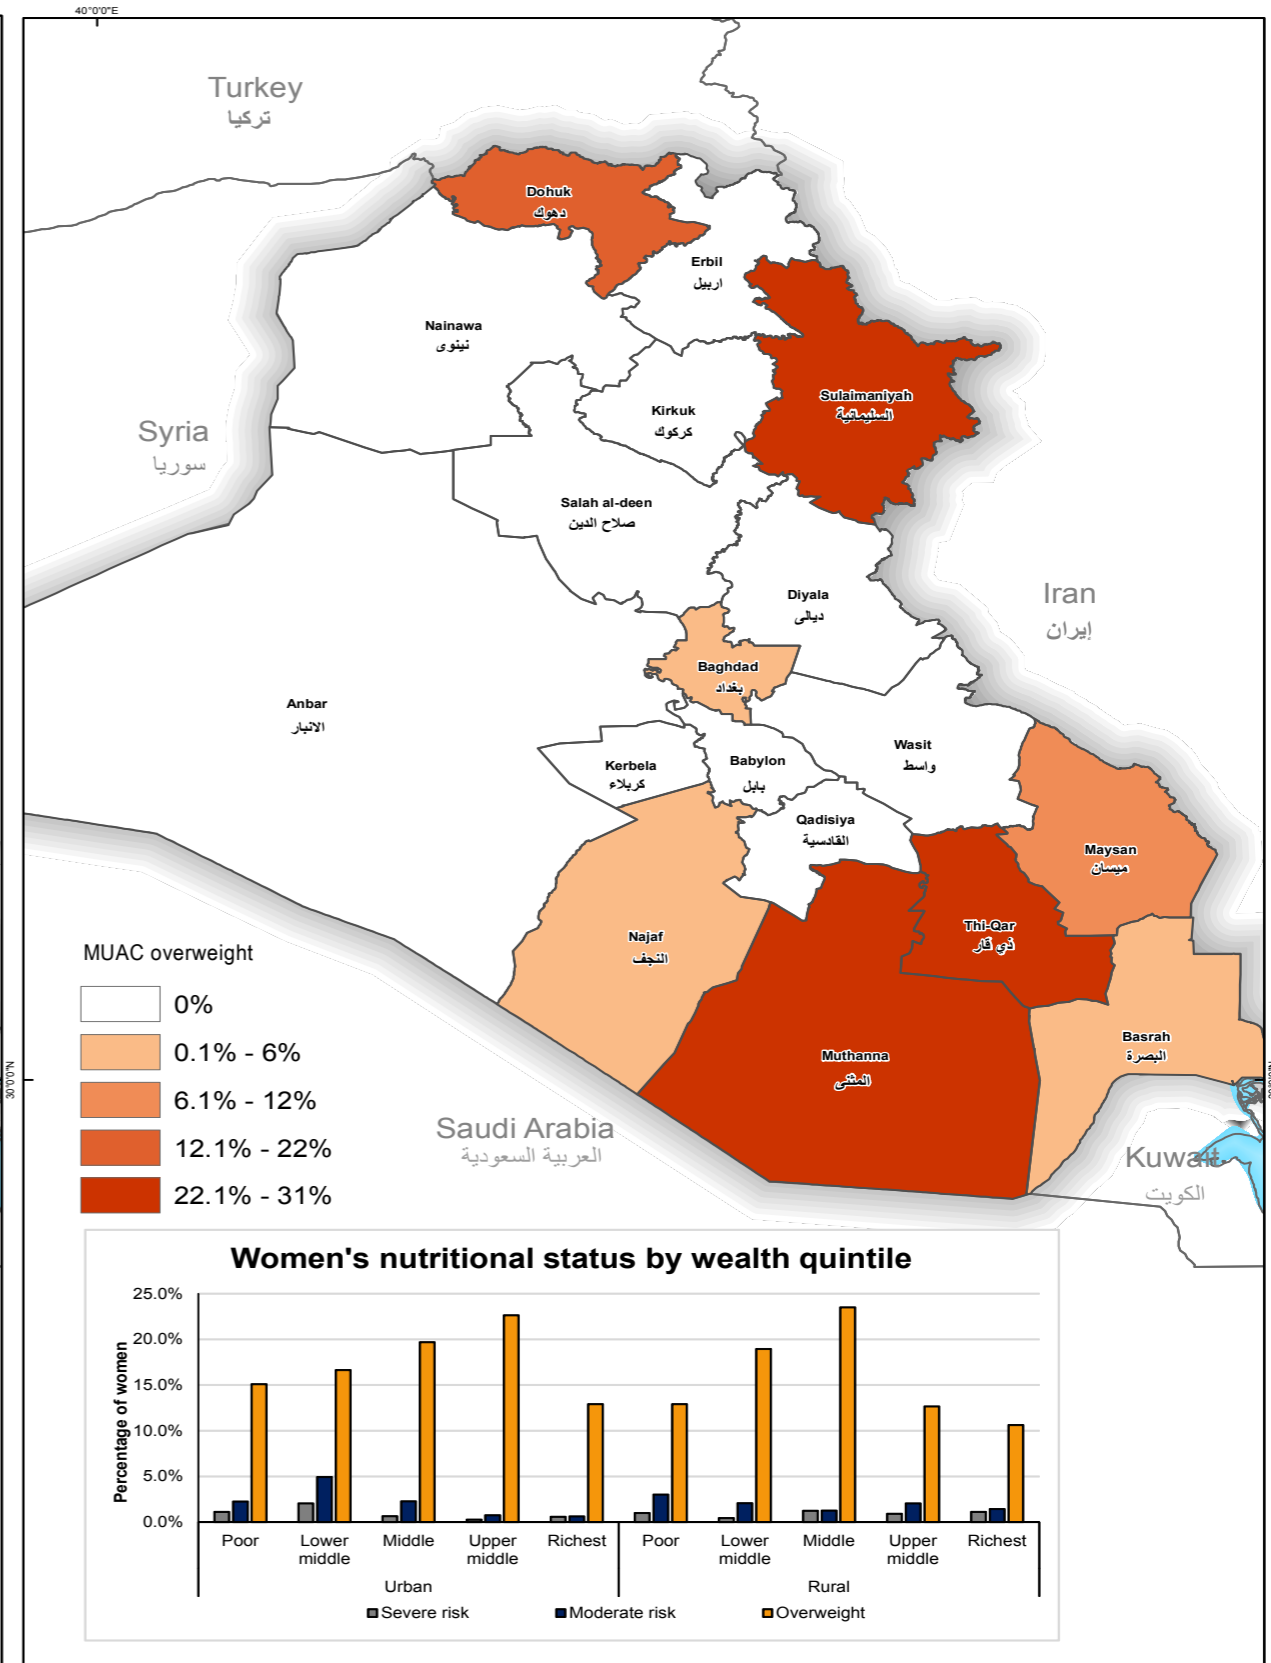 40°0'0"E
Turkey
تركيا
Dohuk
دهوك
Erbil
اربيل
Nainawa
نينوى
Sulaimaniyah
السليمانية
Kirkuk
كركوك
Syria
سوريا
Salah al-deen
صلاح الدين
Iran
إيران
Diyala
ديالى
Baghdad
بغداد
Anbar
الانبار
Wasit
واسط
Kerbela
كربلاء
Babylon
بابل
Qadisiya
القادسية
Maysan
ميسان
Thi-Qar
ذي قار
Najaf
النجف
Basrah
البصرة
Muthanna
المثنى
30°0'0"N
Saudi Arabia
العربية السعودية
Kuwait
الكويت
MUAC overweight
0%
0.1% - 6%
6.1% - 12%
12.1% - 22%
22.1% - 31%
Women's nutritional status by wealth quintile
Percentage of women
25.0%
20.0%
15.0%
10.0%
5.0%
0.0%
Poor Lower middle Middle Upper middle Richest Poor Lower middle Middle Upper middle Richest
Urban Rural
Severe risk Moderate risk Overweight